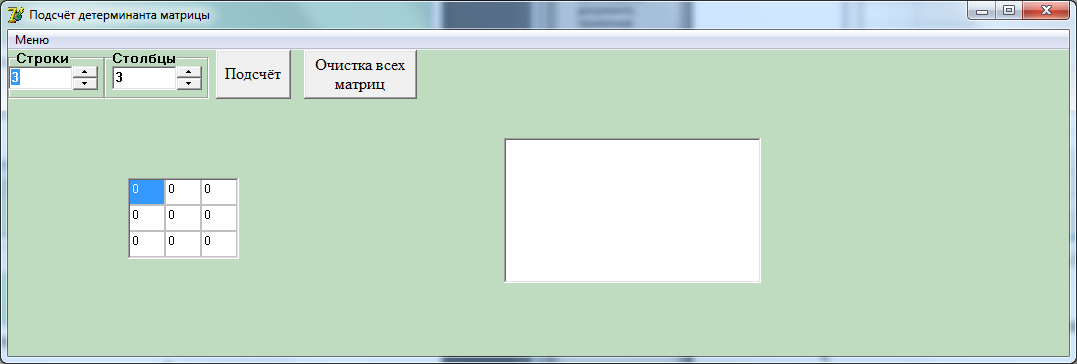 Подсчёт детерминанта матрицы
Меню
Строки Столбцы
3 3
Подсчёт
Очистка всех
матриц
0 0 0
0 0 0
0 0 0